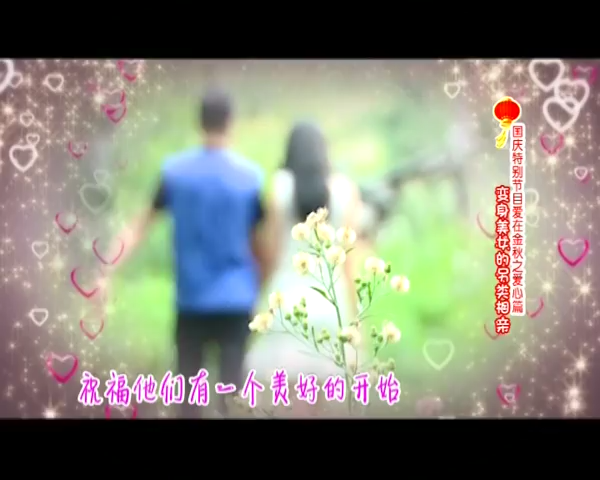 国庆特别节目爱在金秋之爱心篇
变身美女的另类相亲
祝福他们有一个美好的开始